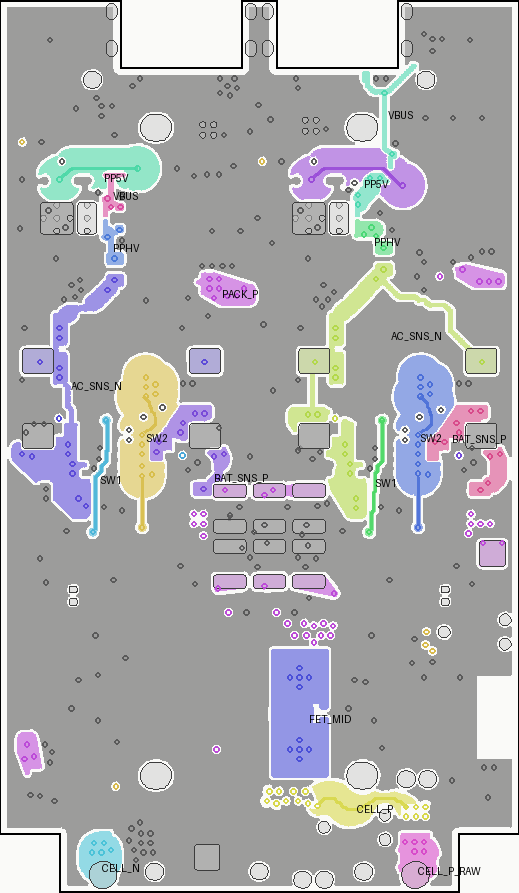 VBUS
PP5V
PP5V
VBUS
PPHV
PPHV
PACK_P
AC_SNS_N
AC_SNS_N
SW2
SW2
BAT_SNS_P
BAT_SNS_P
SW1
SW1
FET_MID
CELL_P
CELL_N
CELL_P_RAW